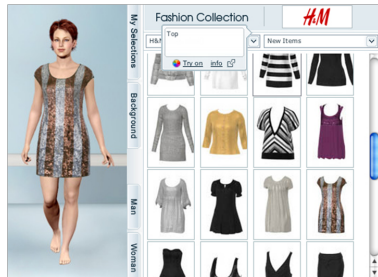 My Selections
Background
Man
Woman
Fashion Collection
H&M
H&M
New Items
Top
Try on info